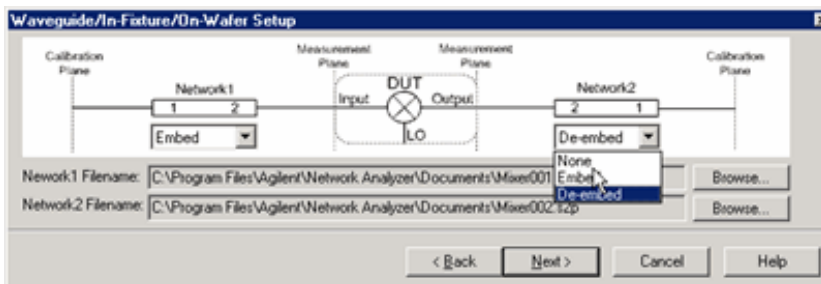 Waveguide/In-Fixture/On-Wafer Setup
Calibration
Plane
Measurement
Plane
Measurement
Plane
Calibration
Plane
Network1
1 2
Input
DUT
Output
LO
Network2
2 1
Embed
De-embed
None
Embed
De-embed
Nework1 Filename: C:\Program Files\Agilent\Network Analyzer\Documents\Mixer001 Browse...
Network2 Filename: C:\Program Files\Agilent\Network Analyzer\Documents\Mixer002.s2p Browse...
< Back Next > Cancel Help